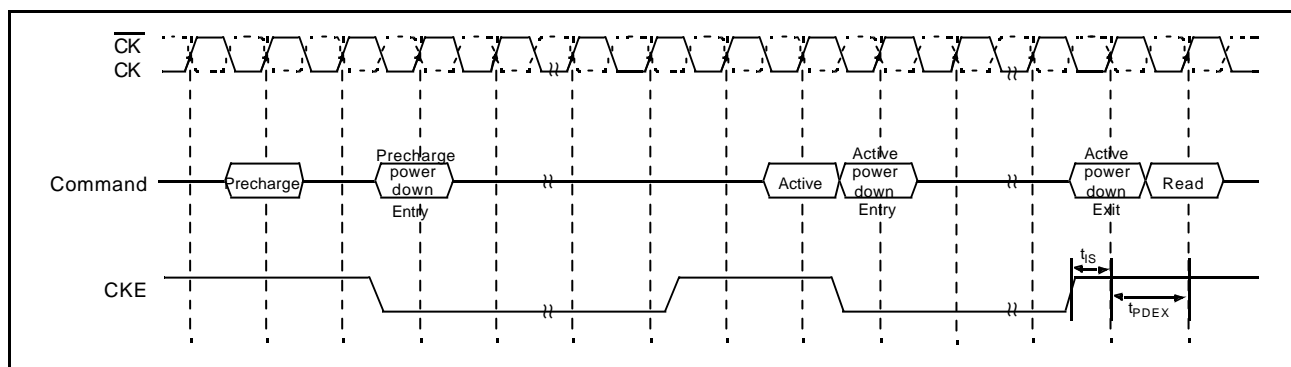 CK
CK
Command
Precharge
Precharge
power
down
Entry
Active
Active
power
down
Entry
Active
power
down
Exit
Read
CKE
tIS
tPDEX